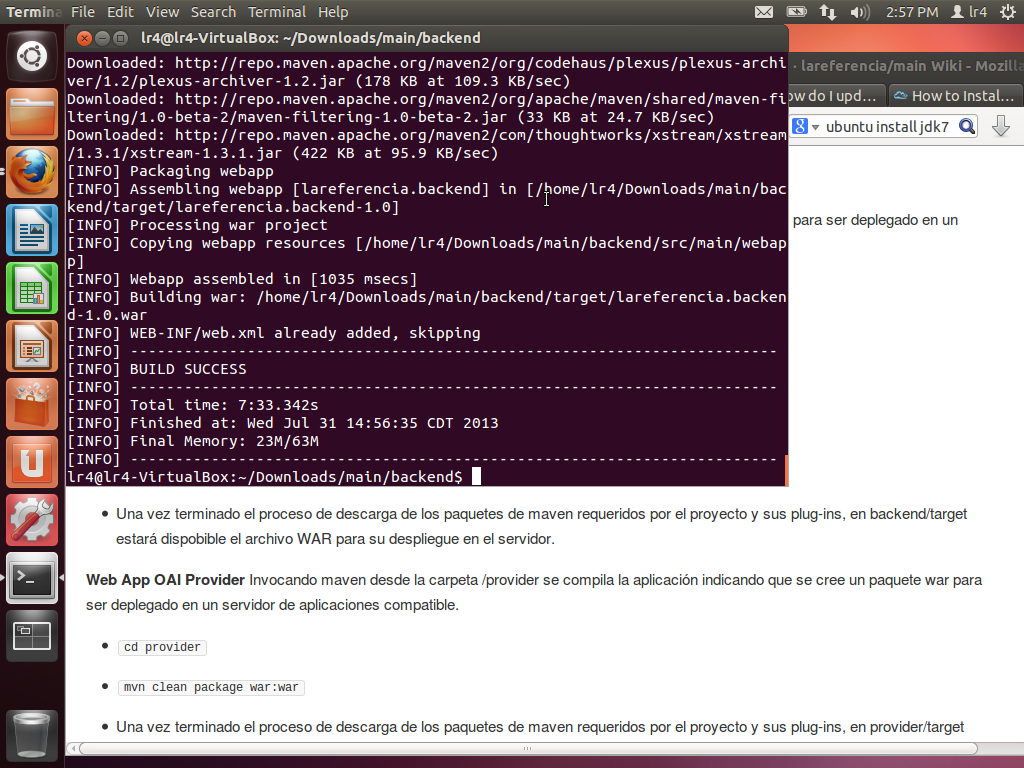 Termina File Edit View Search Terminal Help 2:57 PM lr4
lr4@lr4-VirtualBox: ~/Downloads/main/backend
Downloaded: http://repo.maven.apache.org/maven2/org/codehaus/plexus/plexus-archi
ver/1.2/plexus-archiver-1.2.jar (178 KB at 109.3 KB/sec)
Downloaded: http://repo.maven.apache.org/maven2/org/apache/maven/shared/maven-fi
ltering/1.0-beta-2/maven-filtering-1.0-beta-2.jar (33 KB at 24.7 KB/sec)
Downloaded: http://repo.maven.apache.org/maven2/com/thoughtworks/xstream/xstream
/1.3.1/xstream-1.3.1.jar (422 KB at 95.9 KB/sec)
[INFO] Packaging webapp
[INFO] Assembling webapp [lareferencia.backend] in [/home/lr4/Downloads/main/bac
kend/target/lareferencia.backend-1.0]
[INFO] Processing war project
[INFO] Copying webapp resources [/home/lr4/Downloads/main/backend/src/main/webap
p]
[INFO] Webapp assembled in [1035 msecs]
[INFO] Building war: /home/lr4/Downloads/main/backend/target/lareferencia.backen
d-1.0.war
[INFO] WEB-INF/web.xml already added, skipping
[INFO] ------------------------------------------------------------------------
[INFO] BUILD SUCCESS
[INFO] ------------------------------------------------------------------------
[INFO] Total time: 7:33.342s
[INFO] Finished at: Wed Jul 31 14:56:35 CDT 2013
[INFO] Final Memory: 23M/63M
[INFO] ------------------------------------------------------------------------
lr4@lr4-VirtualBox:~/Downloads/main/backend$
· lareferencia/main Wiki - Mozilla
ow do I upd... How to Instal...
ubuntu install jdk7
para ser deplegado en un
• Una vez terminado el proceso de descarga de los paquetes de maven requeridos por el proyecto y sus plug-ins, en backend/target
estará dispobible el archivo WAR para su despliegue en el servidor.
Web App OAI Provider Invocando maven desde la carpeta /provider se compila la aplicación indicando que se cree un paquete war para
ser deplegado en un servidor de aplicaciones compatible.
• cd provider
• mvn clean package war:war
• Una vez terminado el proceso de descarga de los paquetes de maven requeridos por el proyecto y sus plug-ins, en provider/target